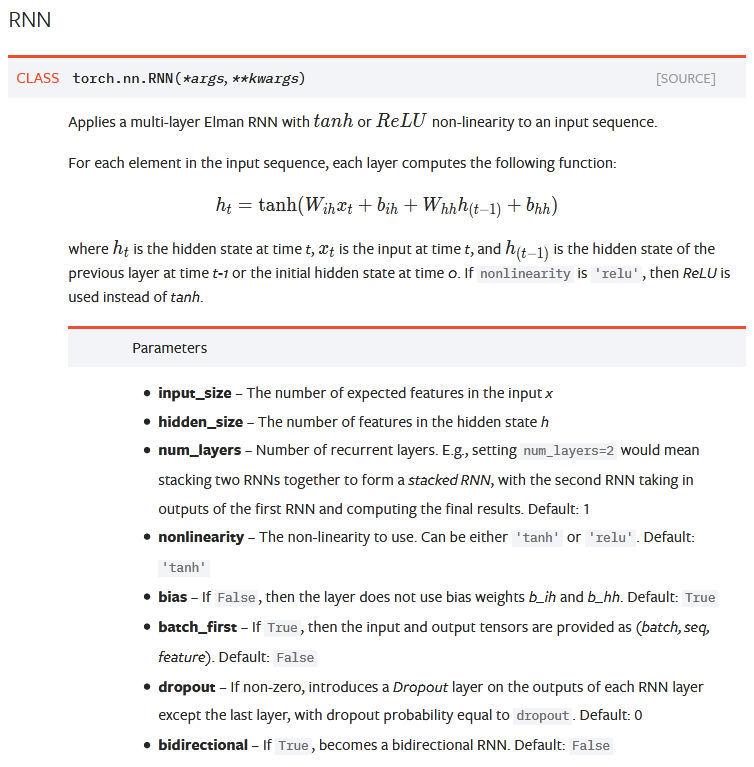 RNN
CLASS torch.nn.RNN(*args, **kwargs) [SOURCE]
Applies a multi-layer Elman RNN with tanh or ReLU non-linearity to an input sequence.
For each element in the input sequence, each layer computes the following function:
h_t = tanh(W_{ih}x_t + b_{ih} + W_{hh}h_{(t−1)} + b_{hh})
where h_t is the hidden state at time t, x_t is the input at time t, and h_{(t−1)} is the hidden state of the
previous layer at time t-1 or the initial hidden state at time 0. If nonlinearity is 'relu', then ReLU is
used instead of tanh.
Parameters
• input_size – The number of expected features in the input x
• hidden_size – The number of features in the hidden state h
• num_layers – Number of recurrent layers. E.g., setting num_layers=2 would mean
stacking two RNNs together to form a stacked RNN, with the second RNN taking in
outputs of the first RNN and computing the final results. Default: 1
• nonlinearity – The non-linearity to use. Can be either 'tanh' or 'relu'. Default:
'tanh'
• bias – If False, then the layer does not use bias weights b_ih and b_hh. Default: True
• batch_first – If True, then the input and output tensors are provided as (batch, seq,
feature). Default: False
• dropout – If non-zero, introduces a Dropout layer on the outputs of each RNN layer
except the last layer, with dropout probability equal to dropout. Default: 0
• bidirectional – If True, becomes a bidirectional RNN. Default: False